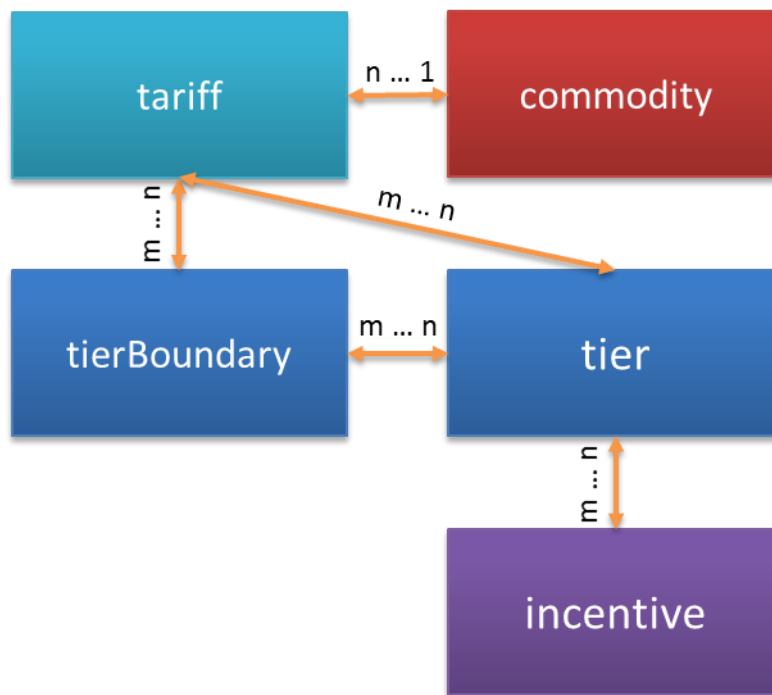 tariff
n ... 1
commodity
m ... n
m ... n
tierBoundary
m ... n
tier
m ... n
incentive